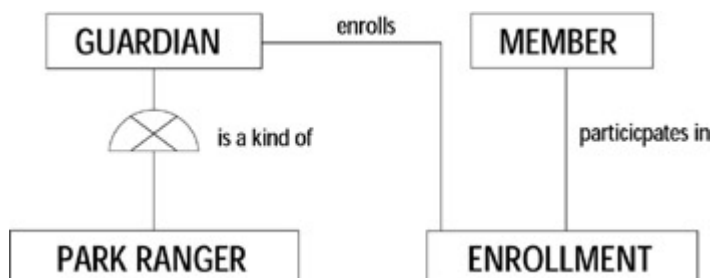 GUARDIAN
enrolls
MEMBER
is a kind of
particicpates in
PARK RANGER
ENROLLMENT